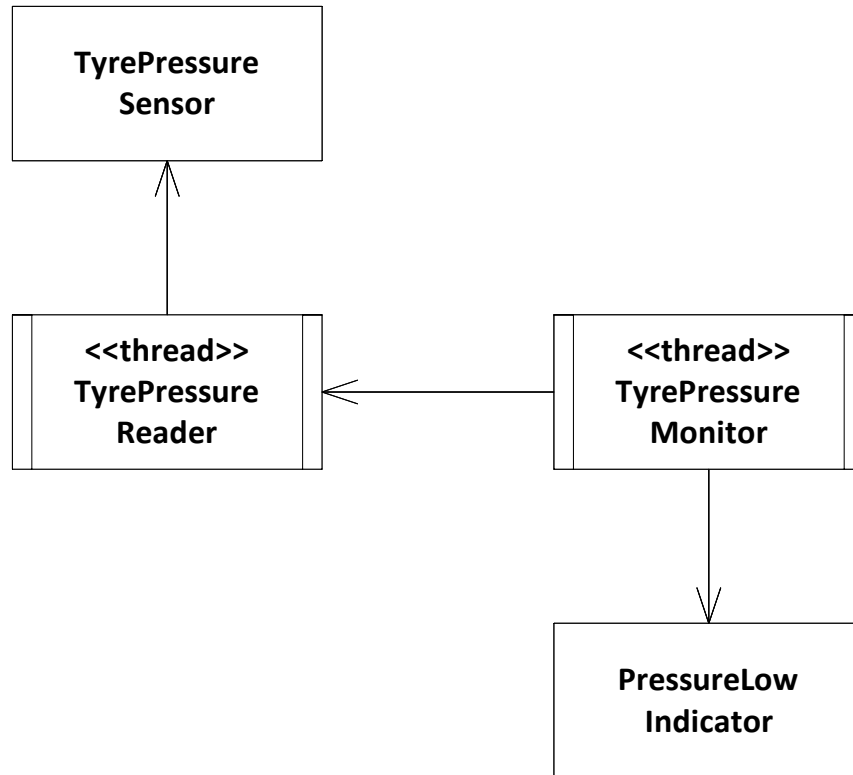 TyrePressure
Sensor
<<thread>>
TyrePressure
Reader
<<thread>>
TyrePressure
Monitor
PressureLow
Indicator